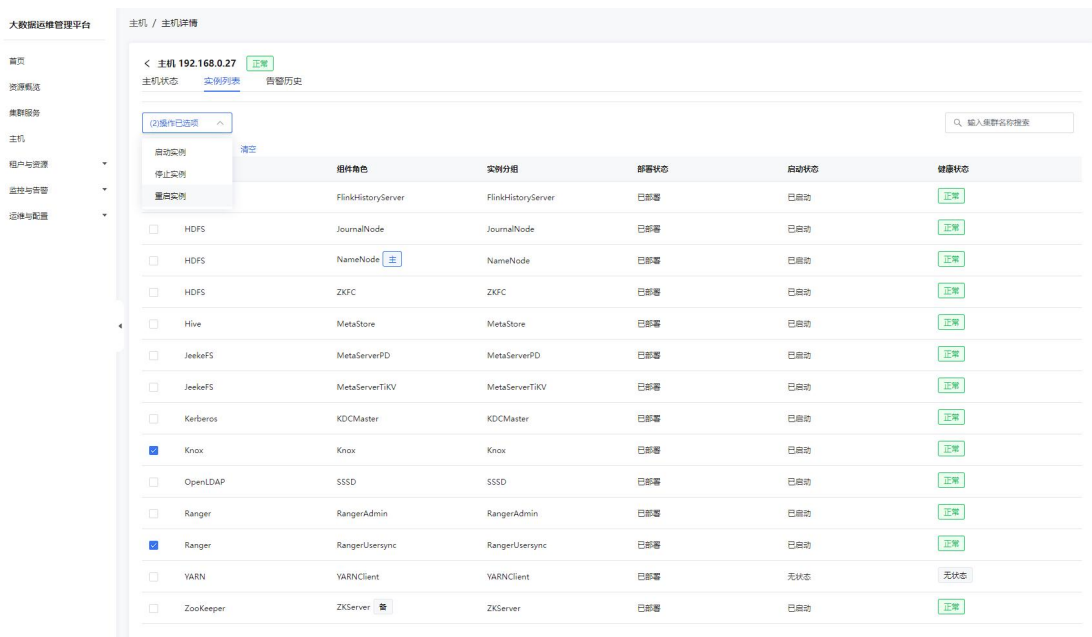 大数据运维管理平台
主机 / 主机详情
首页
资源概览
集群服务
主机
租户与资源
监控与告警
运维与配置
主机 192.168.0.27 正常
主机状态 实例列表 告警历史
(2)操作已选项
输入集群名称搜索
启动实例
停止实例
重启实例
清空
组件角色 实例分组 部署状态 启动状态 健康状态
FlinkHistoryServer FlinkHistoryServer 已部署 已启动 正常
HDFS JournalNode JournalNode 已部署 已启动 正常
HDFS NameNode 主 NameNode 已部署 已启动 正常
HDFS ZKFC ZKFC 已部署 已启动 正常
Hive MetaStore MetaStore 已部署 已启动 正常
JeekeFS MetaServerPD MetaServerPD 已部署 已启动 正常
JeekeFS MetaServerTiKV MetaServerTiKV 已部署 已启动 正常
Kerberos KDCMaster KDCMaster 已部署 已启动 正常
Knox Knox Knox 已部署 已启动 正常
OpenLDAP SSSD SSSD 已部署 已启动 正常
Ranger RangerAdmin RangerAdmin 已部署 已启动 正常
Ranger RangerUsersync RangerUsersync 已部署 已启动 正常
YARN YARNClient YARNClient 已部署 无状态 无状态
ZooKeeper ZKServer 备 ZKServer 已部署 已启动 正常